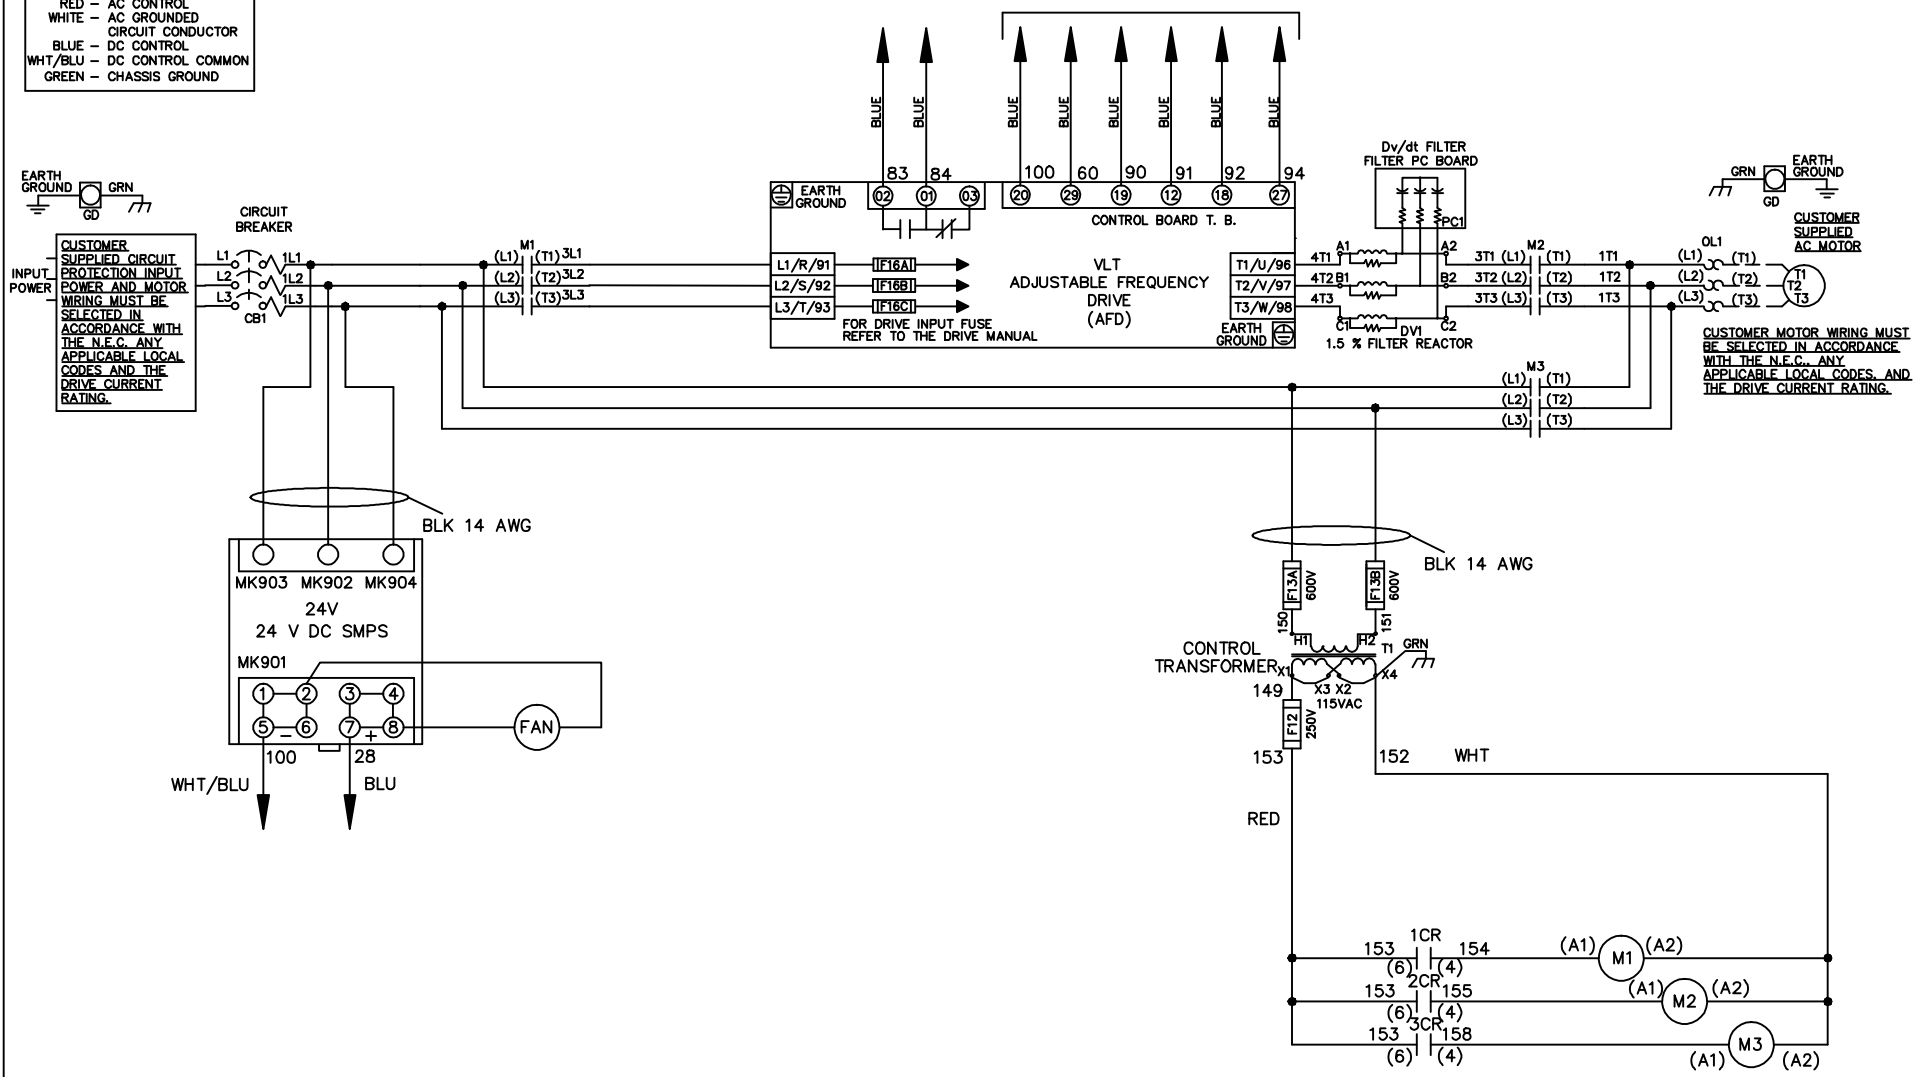 RED – AC CONTROL
WHITE – AC GROUNDED
CIRCUIT CONDUCTOR
BLUE – DC CONTROL
WHT/BLU – DC CONTROL COMMON
GREEN – CHASSIS GROUND
BLUE
BLUE
BLUE
BLUE
BLUE
BLUE
BLUE
BLUE
EARTH
GROUND
GRN
GD
CIRCUIT
BREAKER
CUSTOMER
SUPPLIED CIRCUIT
PROTECTION INPUT
POWER AND MOTOR
WIRING MUST BE
SELECTED IN
ACCORDANCE WITH
THE N.E.C. ANY
APPLICABLE LOCAL
CODES AND THE
DRIVE CURRENT
RATING.
INPUT
POWER
L1
L2
L3
1L1
1L2
1L3
CB1
M1
(L1) (T1) 3L1
(L2) (T2) 3L2
(L3) (T3) 3L3
83 84
100 60 90 91 92 94
EARTH
GROUND
02 01 03
20 29 19 12 18 27
CONTROL BOARD T. B.
L1/R/91
L2/S/92
L3/T/93
F16A
F16B
F16C
FOR DRIVE INPUT FUSE
REFER TO THE DRIVE MANUAL
VLT
ADJUSTABLE FREQUENCY
DRIVE
(AFD)
T1/U/96
T2/V/97
T3/W/98
EARTH
GROUND
Dv/dt FILTER
FILTER PC BOARD
PC1
4T1 A1 A2
4T2 B1 B2
4T3
C1 C2
DV1
1.5 % FILTER REACTOR
M2
3T1 (L1) (T1) 1T1
3T2 (L2) (T2) 1T2
3T3 (L3) (T3) 1T3
GRN
GD
EARTH
GROUND
CUSTOMER
SUPPLIED
AC MOTOR
OL1
(L1) (T1)
(L2) (T2)
(L3) (T3)
T1
T2
T3
CUSTOMER MOTOR WIRING MUST
BE SELECTED IN ACCORDANCE
WITH THE N.E.C., ANY
APPLICABLE LOCAL CODES, AND
THE DRIVE CURRENT RATING.
M3
(L1) (T1)
(L2) (T2)
(L3) (T3)
BLK 14 AWG
MK903 MK902 MK904
24V
24 V DC SMPS
MK901
1 2 3 4
5 – 6 7 + 8
FAN
100 28
WHT/BLU
BLU
BLK 14 AWG
F13A
600V
F13B
600V
150
151
H1 H2
T1
GRN
CONTROL
TRANSFORMER
X1
X3 X2
X4
115VAC
149
F12
250V
153
152 WHT
RED
1CR
153 154 (A1) M1 (A2)
(6) (4)
2CR
153 155 (A1) M2 (A2)
(6) (4)
3CR
153 158 M3
(6) (4) (A1) (A2)